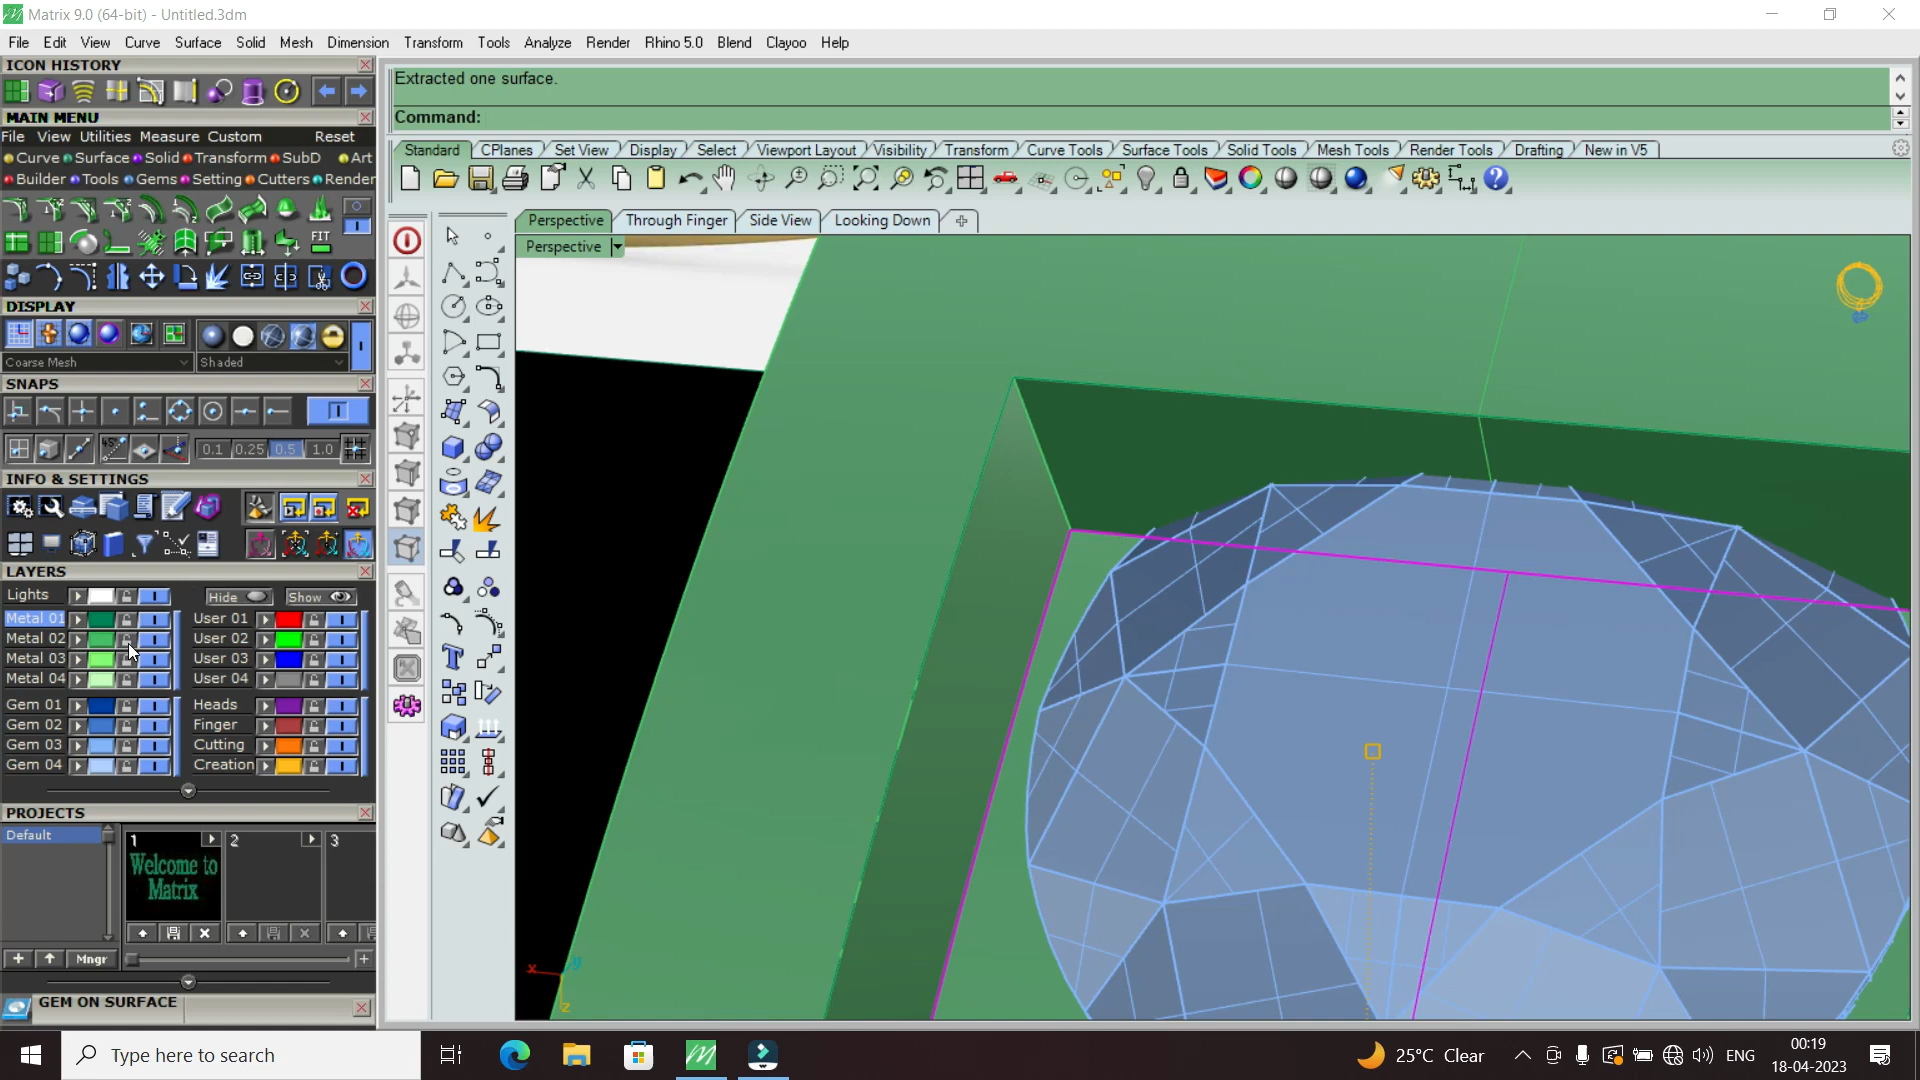 Matrix 9.0 (64-bit) - Untitled.3dm
File Edit View Curve Surface Solid Mesh Dimension Transform Tools Analyze Render Rhino 5.0 Blend Clayoo Help
ICON HISTORY
MAIN MENU
File View Utilities Measure Custom Reset
Curve Surface Solid Transform SubD Art
Builder Tools Gems Setting Cutters Render
FIT
DISPLAY
Coarse Mesh Shaded
SNAPS
45°
0.1 0.25 0.5 1.0
INFO & SETTINGS
LAYERS
Lights Hide Show
Metal 01 User 01
Metal 02 User 02
Metal 03 User 03
Metal 04 User 04
Gem 01 Heads
Gem 02 Finger
Gem 03 Cutting
Gem 04 Creation
PROJECTS
Default 1 2 3
Welcome to
Matrix
Mngr
GEM ON SURFACE
Extracted one surface.
Command:
Standard CPlanes Set View Display Select Viewport Layout Visibility Transform Curve Tools Surface Tools Solid Tools Mesh Tools Render Tools Drafting New in V5
Perspective Through Finger Side View Looking Down
Perspective
x y
z
Type here to search
25°C Clear
ENG
00:19
18-04-2023